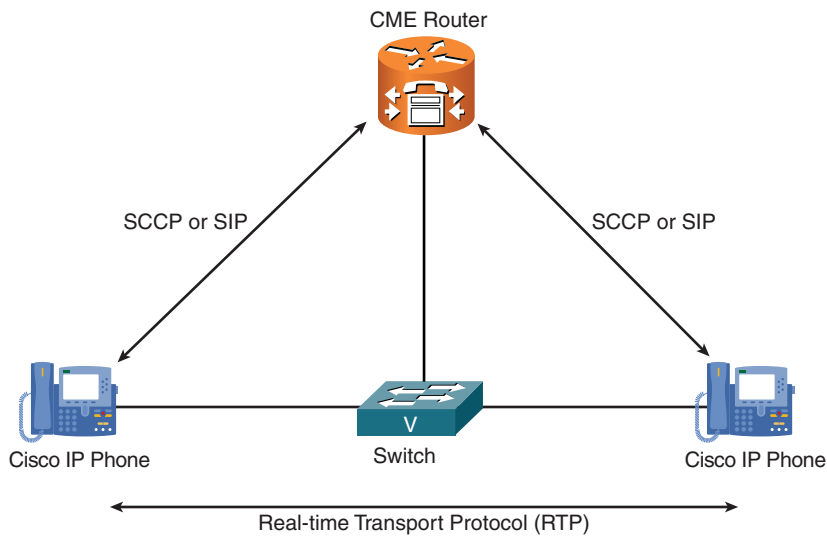 CME Router
SCCP or SIP
SCCP or SIP
V
Cisco IP Phone
Switch
Cisco IP Phone
Real-time Transport Protocol (RTP)